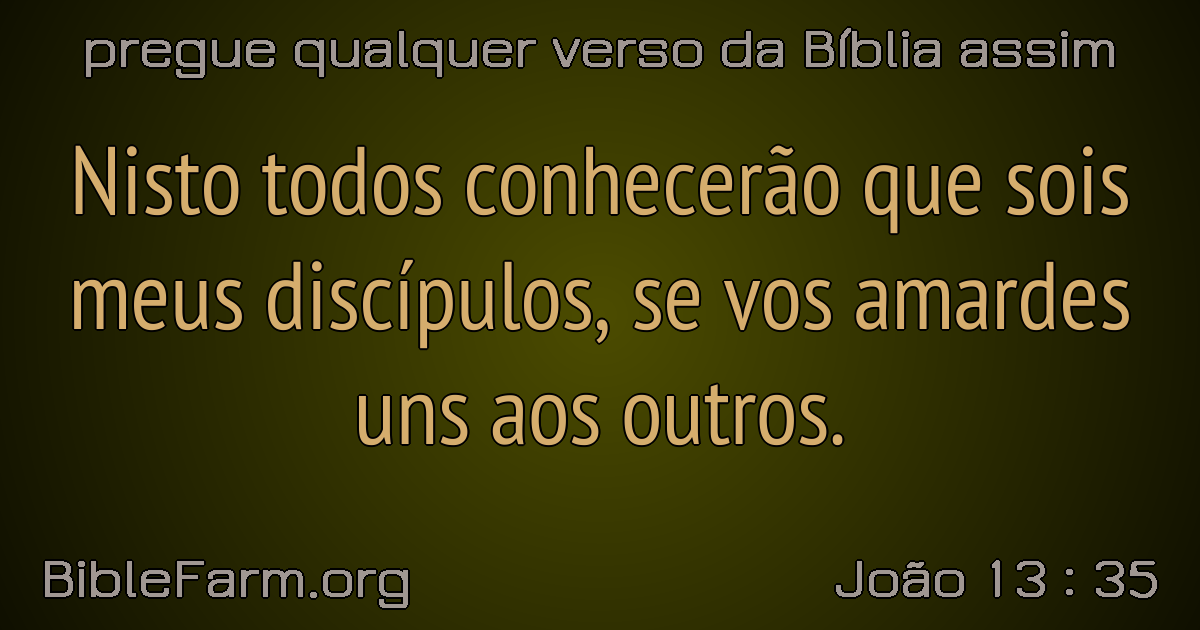 pregue qualquer verso da Bíblia assim
Nisto todos conhecerão que sois
meus discípulos, se vos amardes
uns aos outros.
BibleFarm.org
João 13 : 35